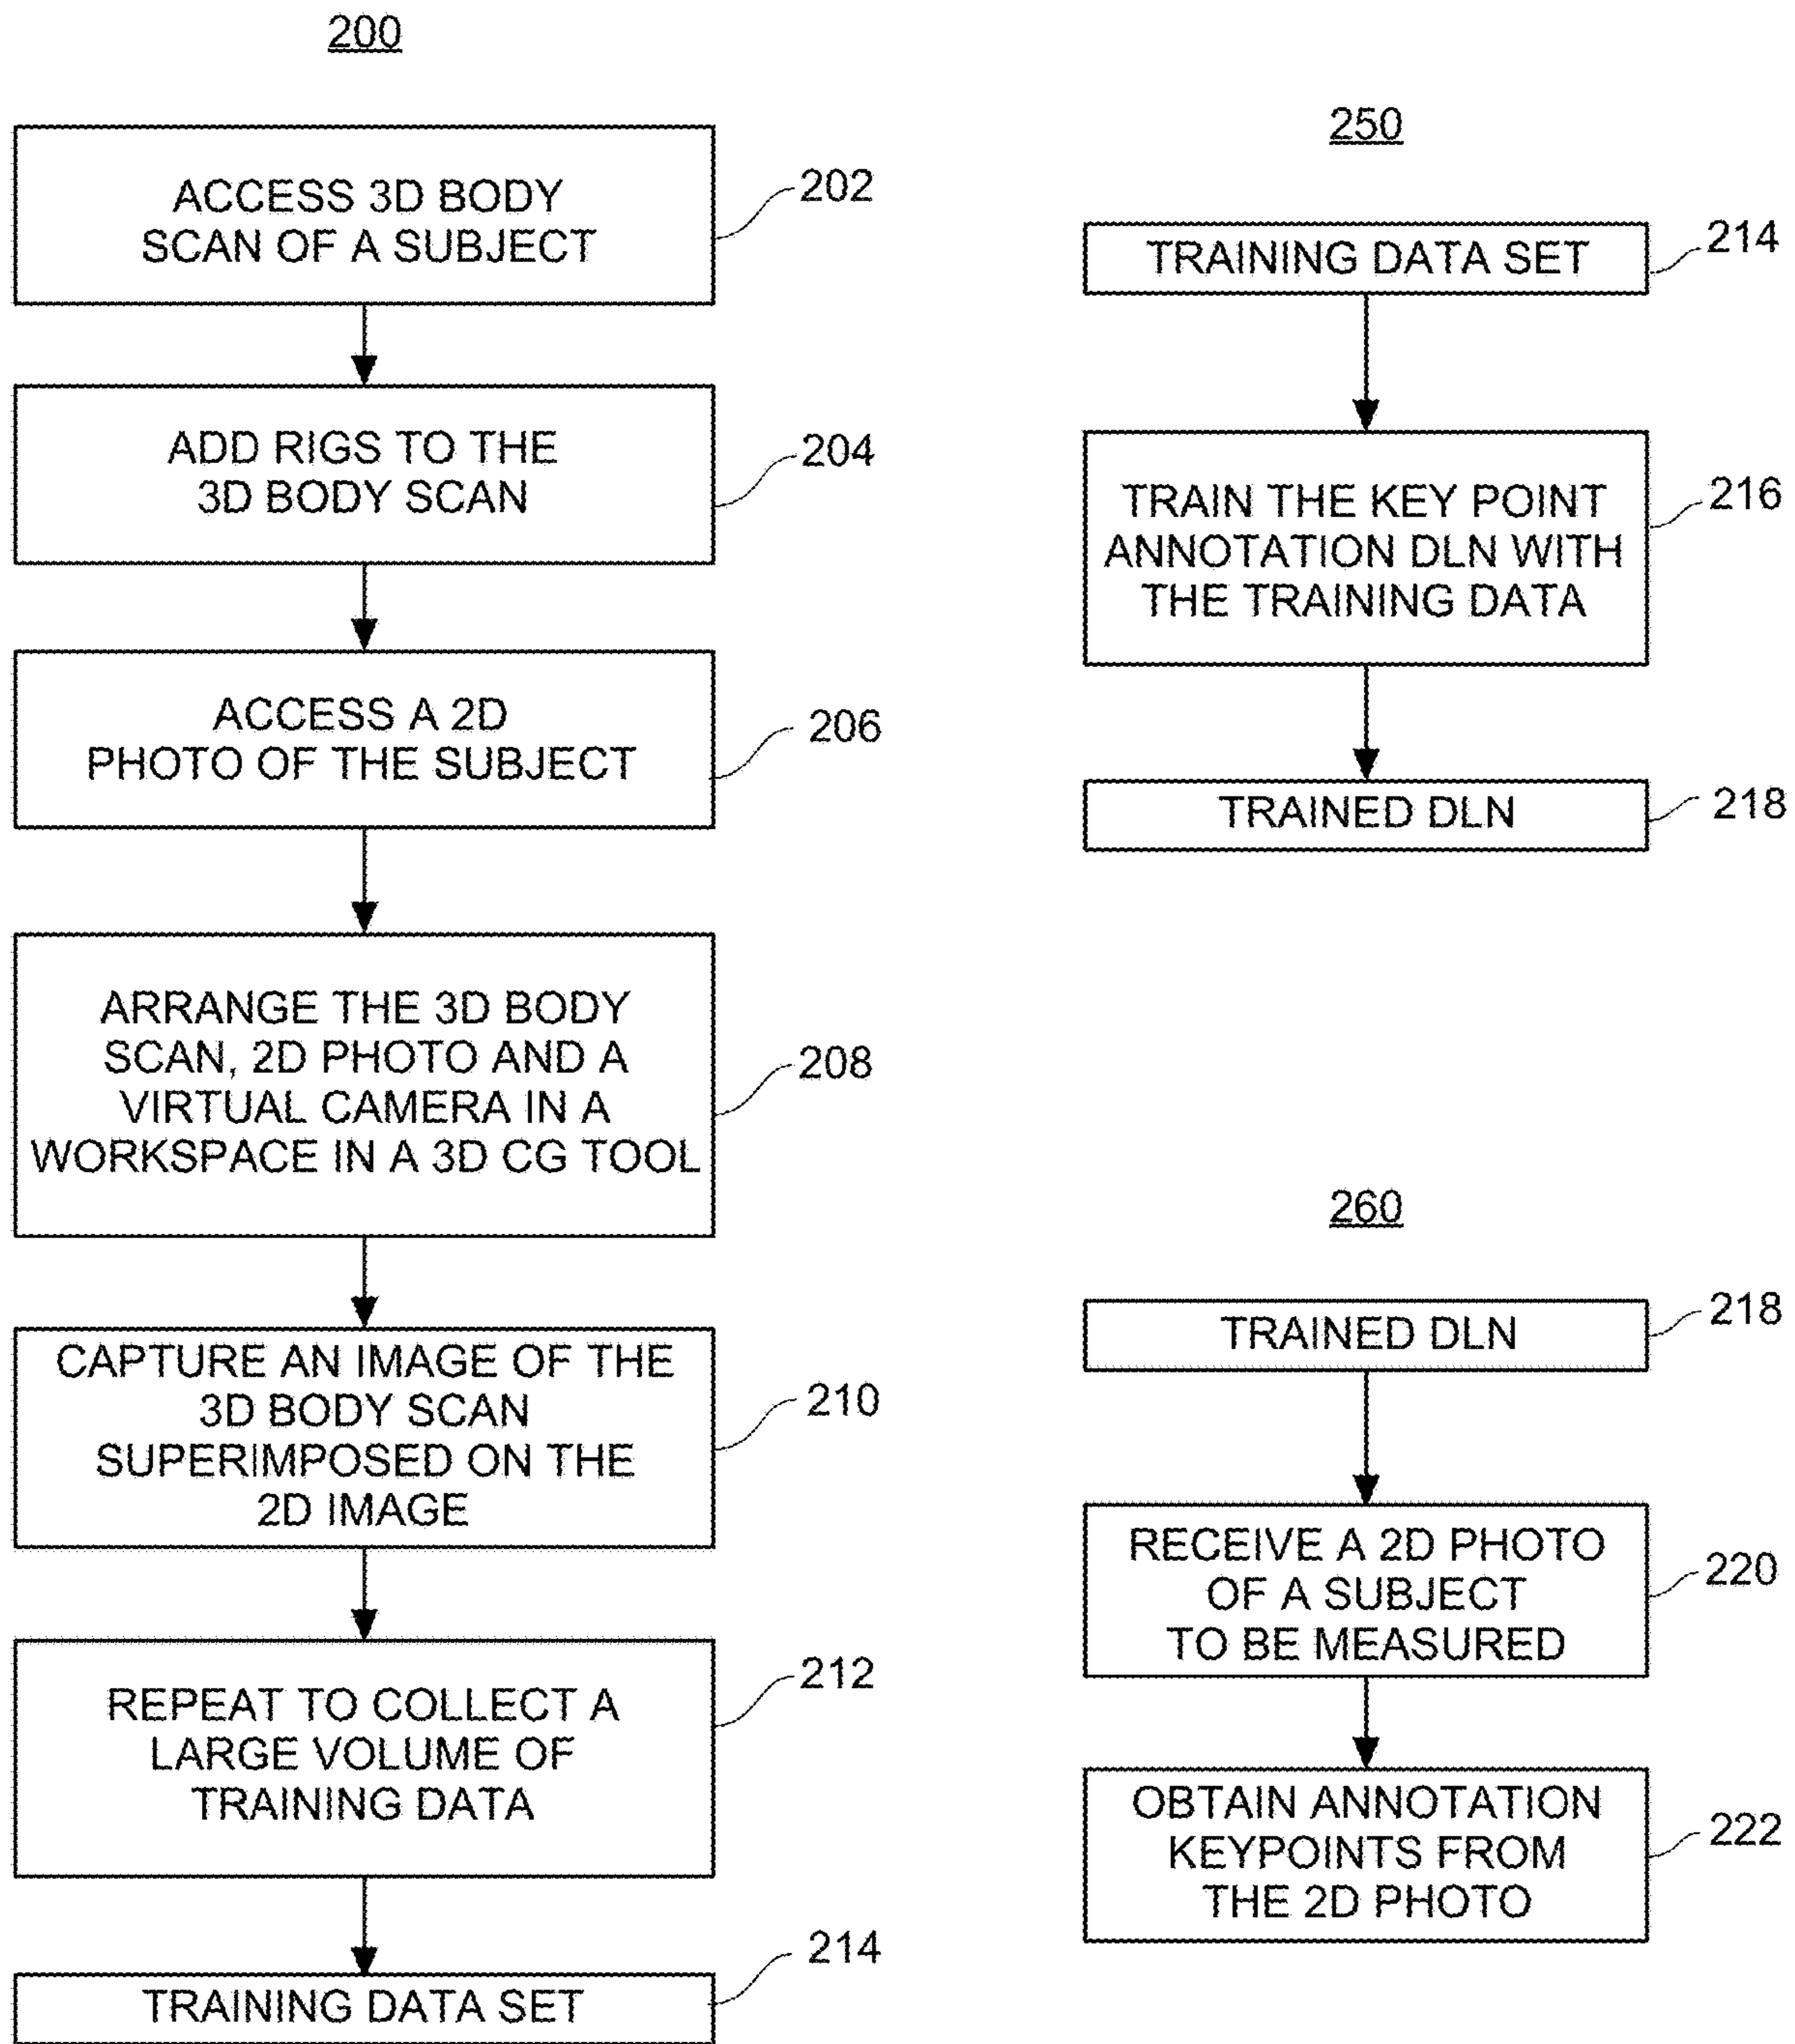 200
ACCESS 3D BODY
SCAN OF A SUBJECT
202
ADD RIGS TO THE
3D BODY SCAN
204
ACCESS A 2D
PHOTO OF THE SUBJECT
206
ARRANGE THE 3D BODY
SCAN, 2D PHOTO AND A
VIRTUAL CAMERA IN A
WORKSPACE IN A 3D CG TOOL
208
CAPTURE AN IMAGE OF THE
3D BODY SCAN
SUPERIMPOSED ON THE
2D IMAGE
210
REPEAT TO COLLECT A
LARGE VOLUME OF
TRAINING DATA
212
TRAINING DATA SET
214
250
TRAINING DATA SET
214
TRAIN THE KEY POINT
ANNOTATION DLN WITH
THE TRAINING DATA
216
TRAINED DLN
218
260
TRAINED DLN
218
RECEIVE A 2D PHOTO
OF A SUBJECT
TO BE MEASURED
220
OBTAIN ANNOTATION
KEYPOINTS FROM
THE 2D PHOTO
222